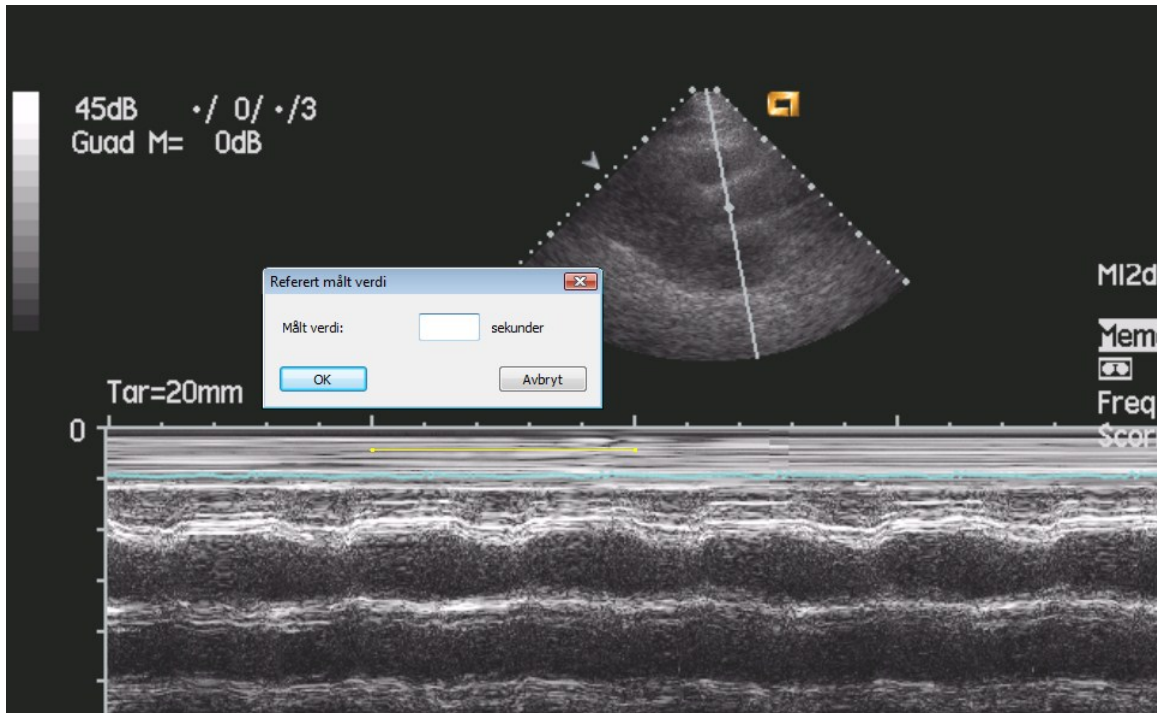 45dB •/ 0/ •/3
Guad M= 0dB
MI2d
Referert målt verdi
Målt verdi: sekunder
OK Avbryt
Mem
Freq
Scor
Tar=20mm
0